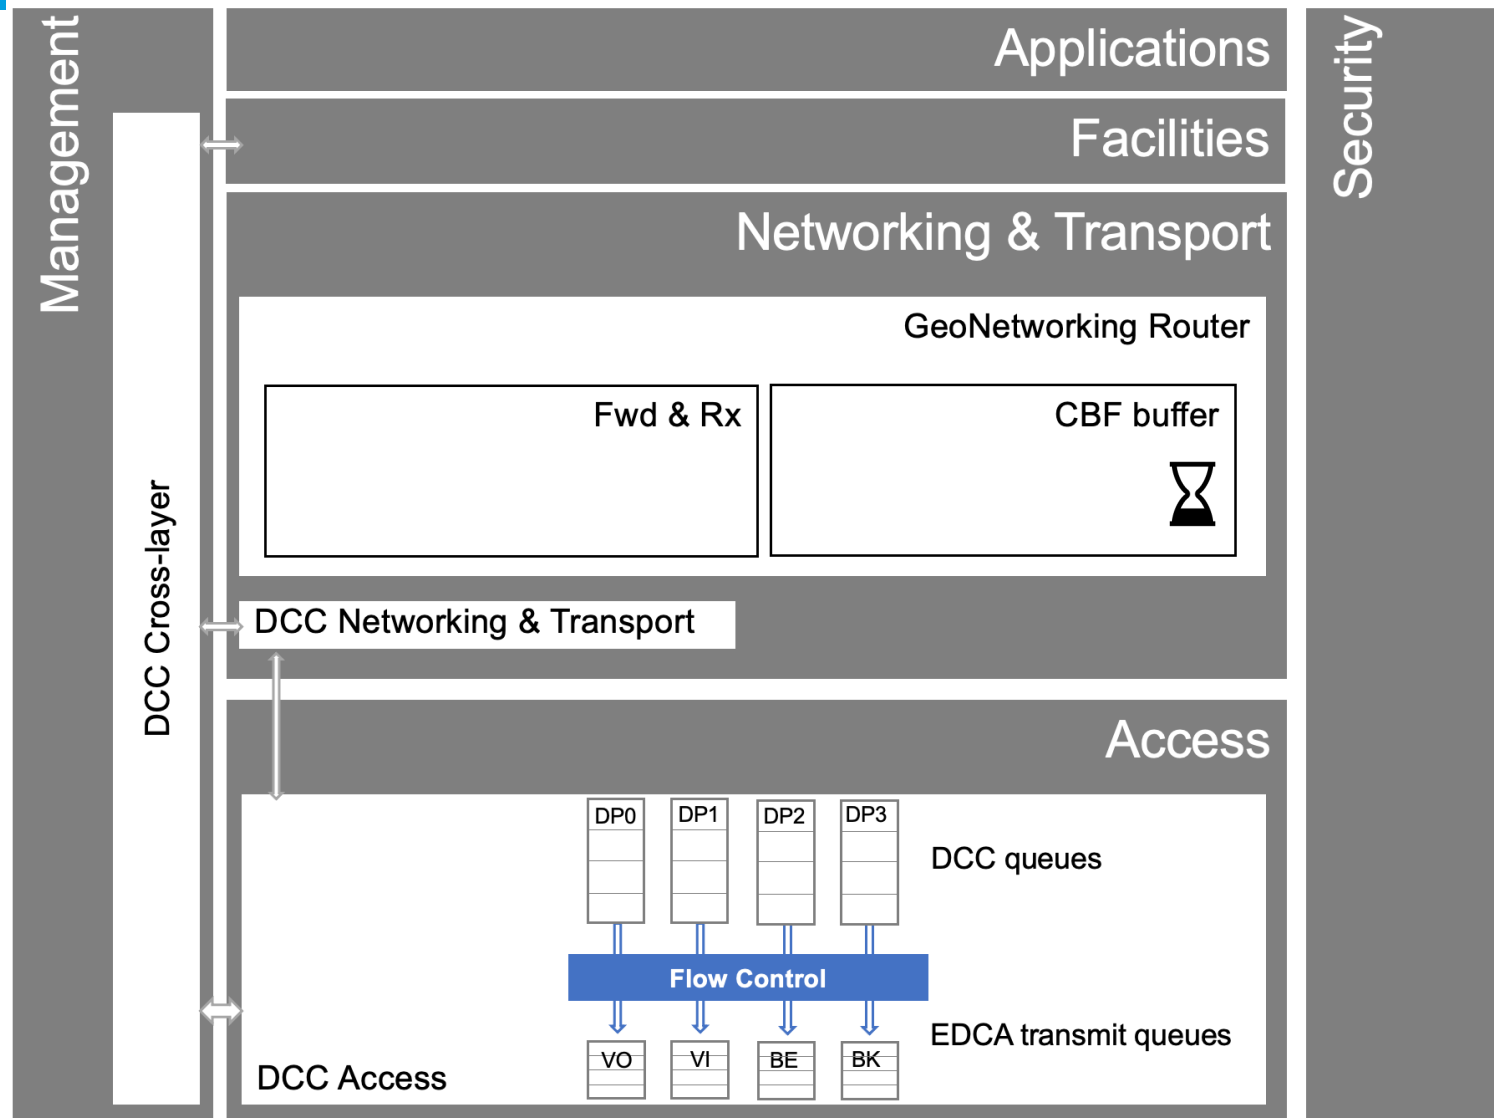 Management
Applications
Security
Facilities
Networking & Transport
GeoNetworking Router
Fwd & Rx
CBF buffer
DCC Cross-layer
DCC Networking & Transport
Access
DP0
DP1
DP2
DP3
DCC queues
Flow Control
EDCA transmit queues
VO
VI
BE
BK
DCC Access